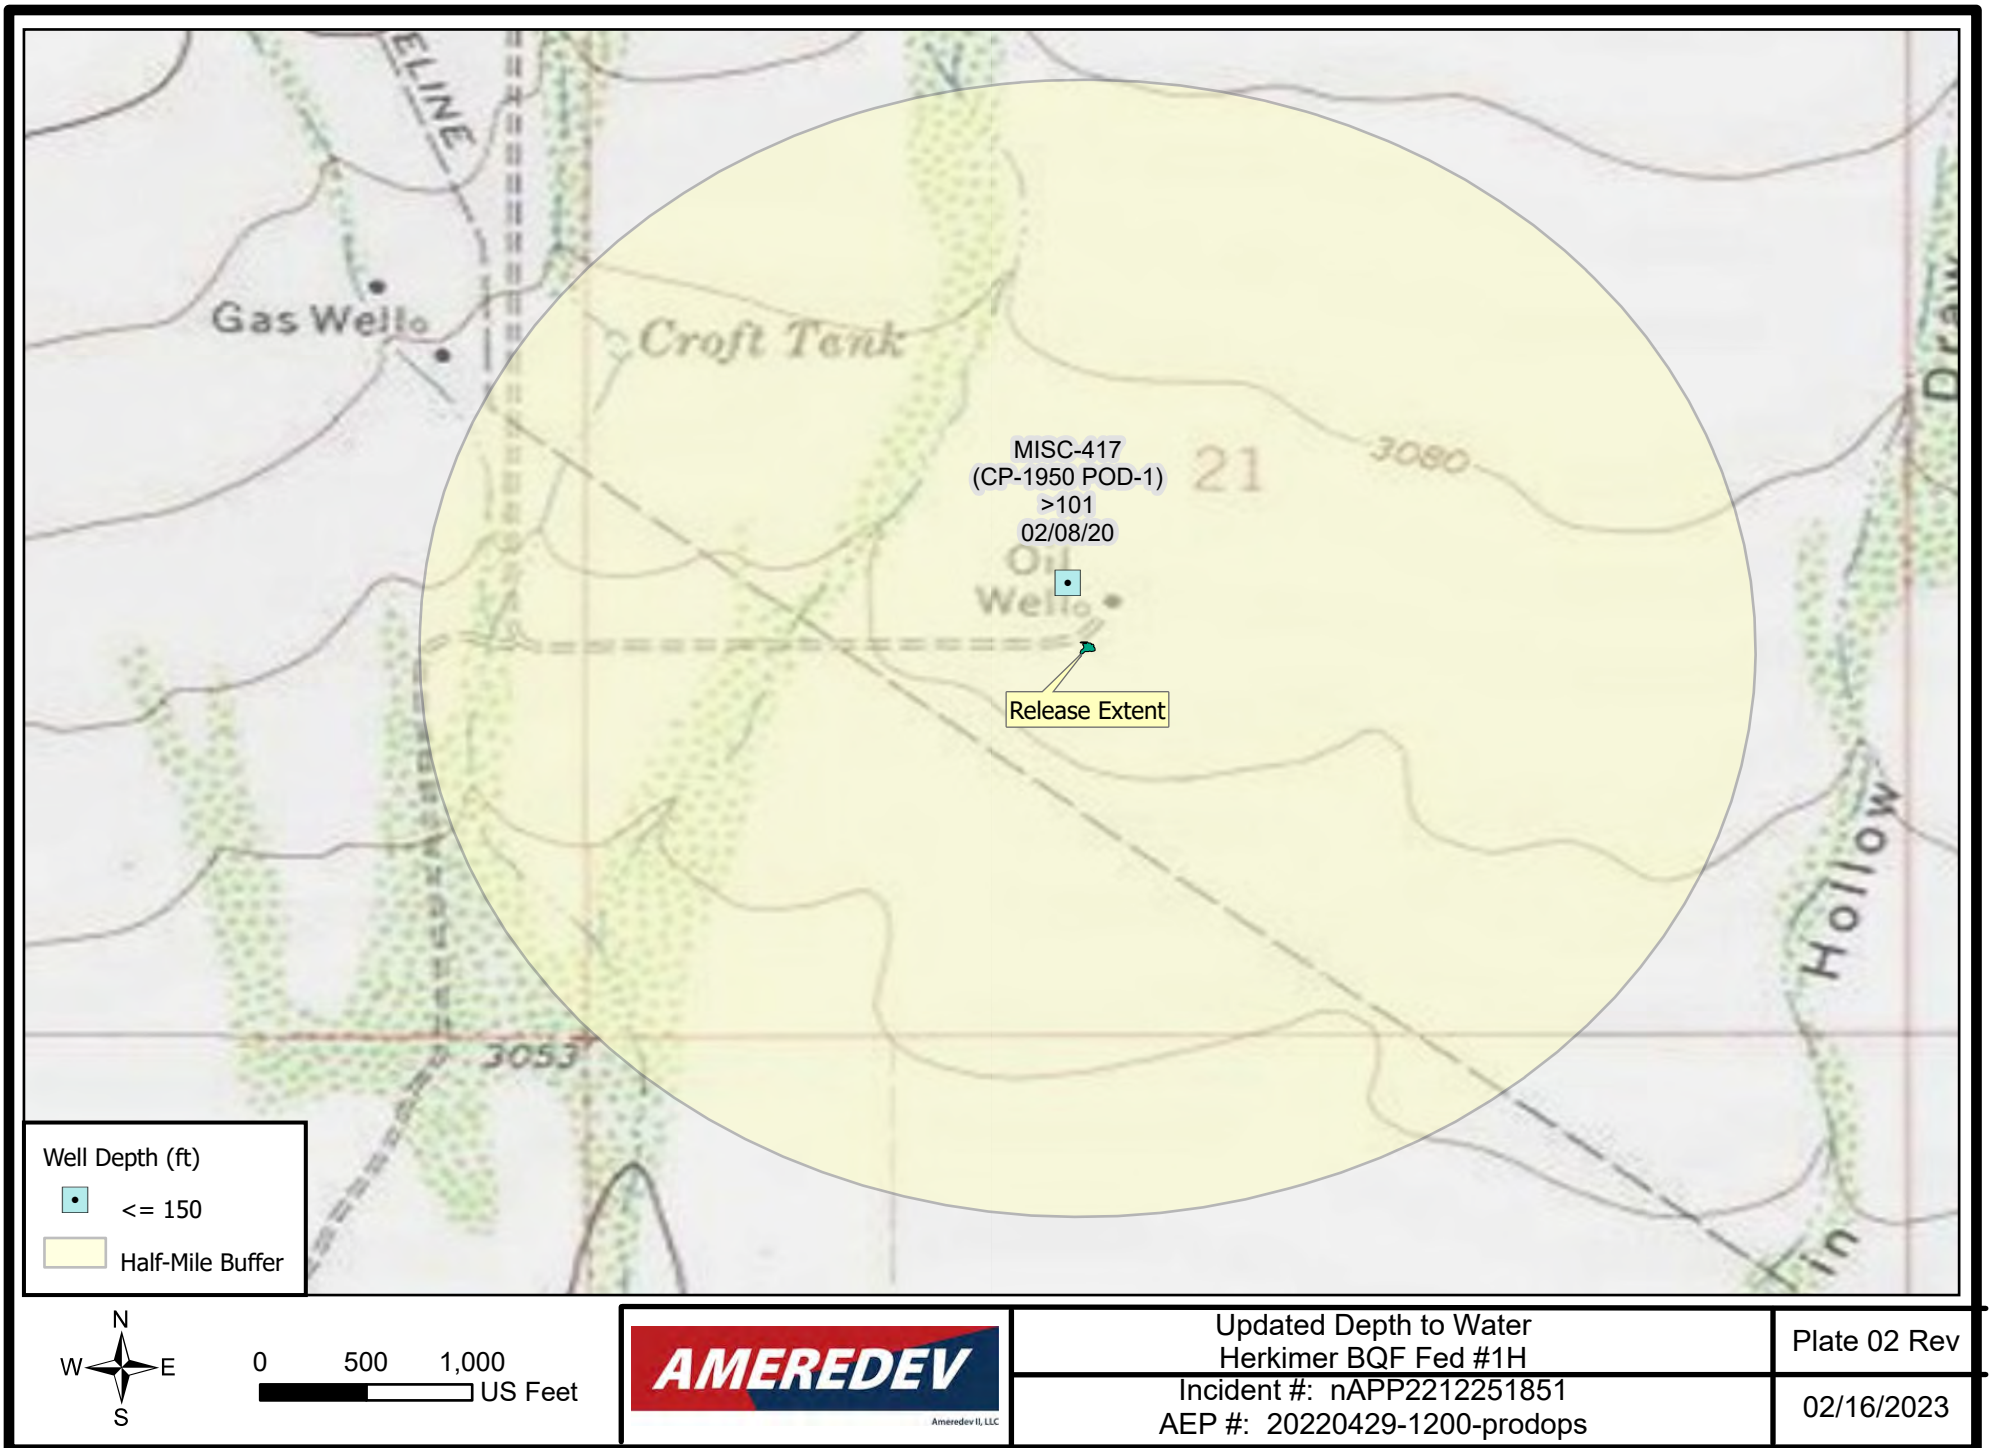 ELINE
Gas Well
Croft Tank
Draw
MISC-417
(CP-1950 POD-1)
>101
02/08/20
21
3080
Oil
Well
Release Extent
Hollow
3053
in
Well Depth (ft)
<= 150
Half-Mile Buffer
N
W E
S
0 500 1,000
US Feet
AMEREDEV
Ameredev II, LLC
Updated Depth to Water
Herkimer BQF Fed #1H
Incident #: nAPP2212251851
AEP #: 20220429-1200-prodops
Plate 02 Rev
02/16/2023